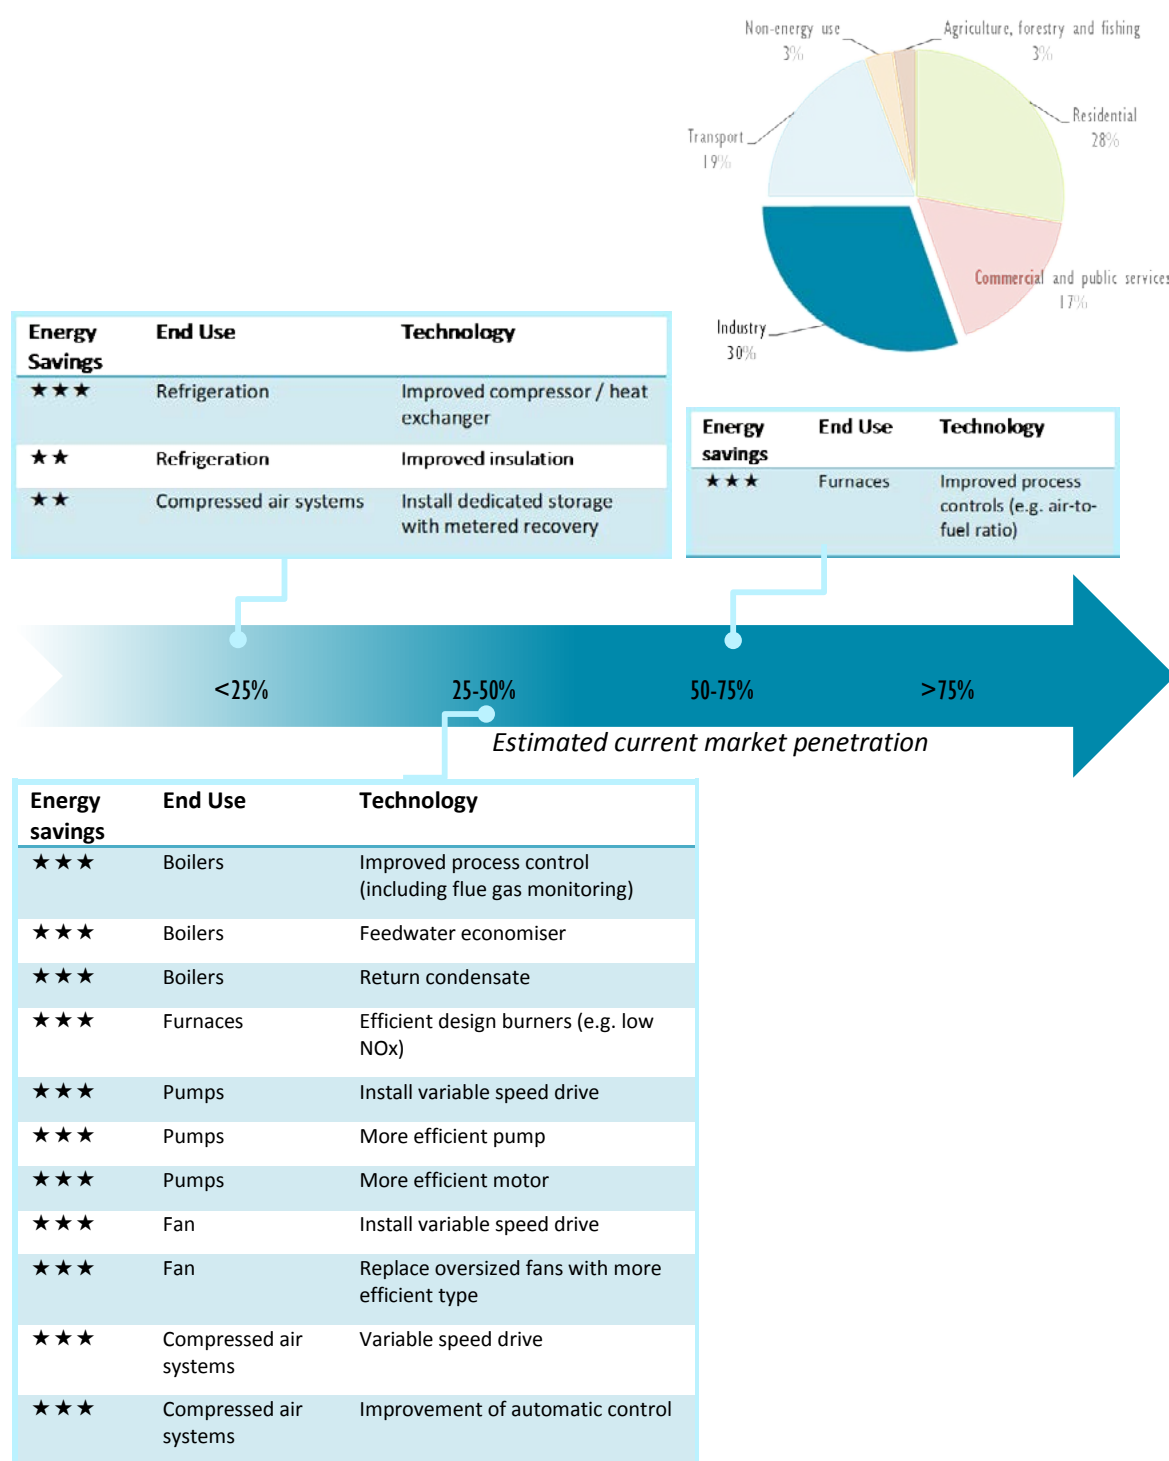 Non-energy use
3%
Agriculture, forestry and fishing
3%
Residential
28%
Transport
19%
Commercial and public services
17%
Industry
30%
Energy Savings End Use Technology
★★★ Refrigeration Improved compressor / heat
exchanger
★★ Refrigeration Improved insulation
★★ Compressed air systems Install dedicated storage
with metered recovery
Energy savings End Use Technology
★★★ Furnaces Improved process
controls (e.g. air-to-
fuel ratio)
<25% 25-50% 50-75% >75%
Estimated current market penetration
Energy savings End Use Technology
★★★ Boilers Improved process control
(including flue gas monitoring)
★★★ Boilers Feedwater economiser
★★★ Boilers Return condensate
★★★ Furnaces Efficient design burners (e.g. low
NOx)
★★★ Pumps Install variable speed drive
★★★ Pumps More efficient pump
★★★ Pumps More efficient motor
★★★ Fan Install variable speed drive
★★★ Fan Replace oversized fans with more
efficient type
★★★ Compressed air Variable speed drive
systems
★★★ Compressed air Improvement of automatic control
systems